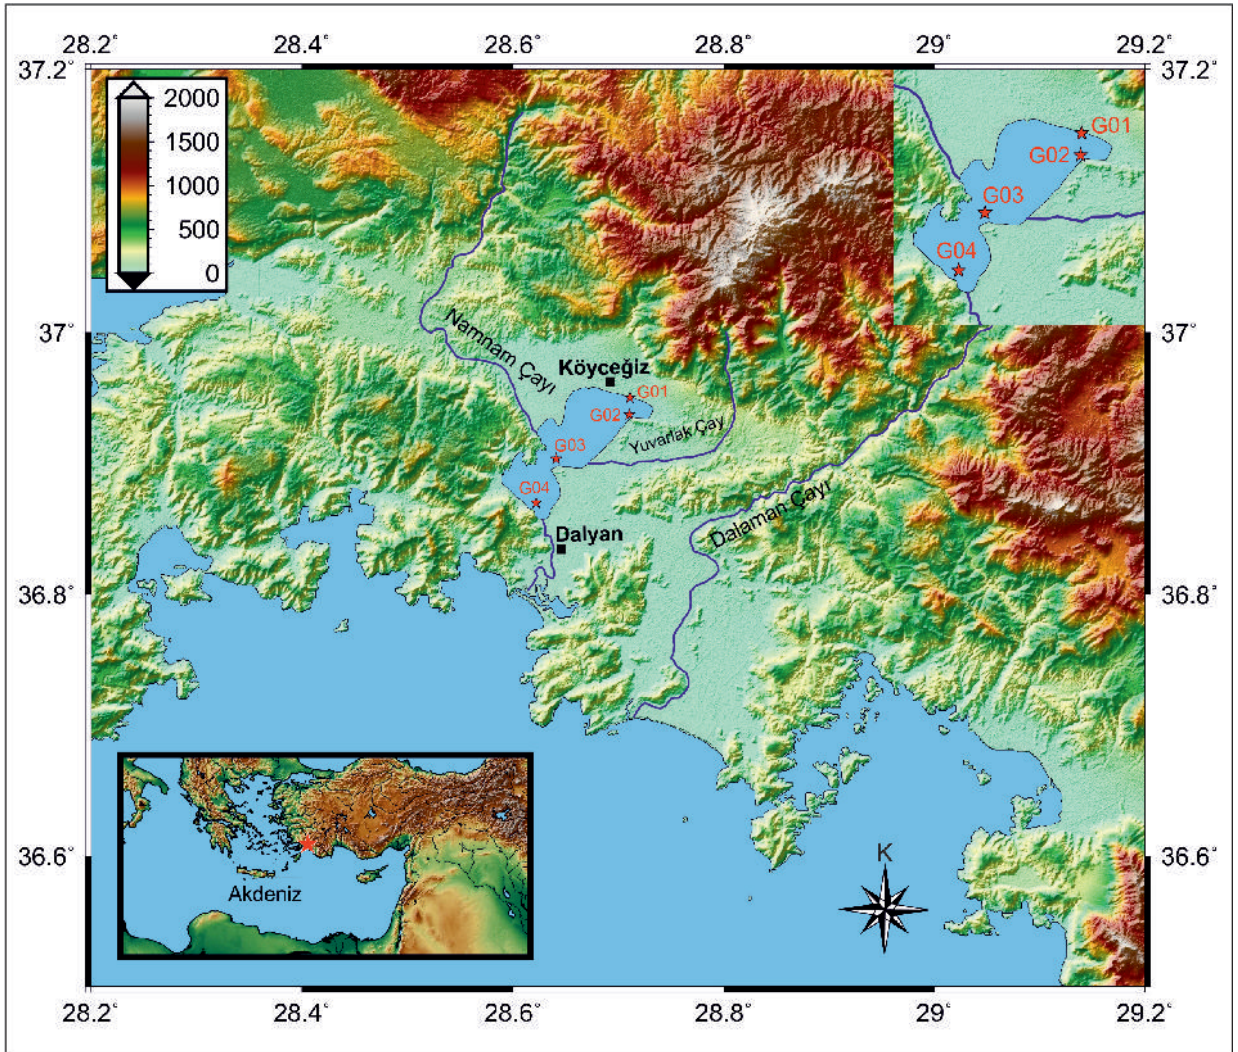 28.2° 28.4° 28.6° 28.8° 29° 29.2°
37.2° 37.2°
2000
1500
1000
500
0
G01
G02
G03
G04
37° 37°
Namnam Çayı
Köyceğiz
G01
G02
Yuvarlak Çay
G03
G04
Dalaman Çayı
Dalyan
36.8° 36.8°
36.6° 36.6°
K
Akdeniz
28.2° 28.4° 28.6° 28.8° 29° 29.2°